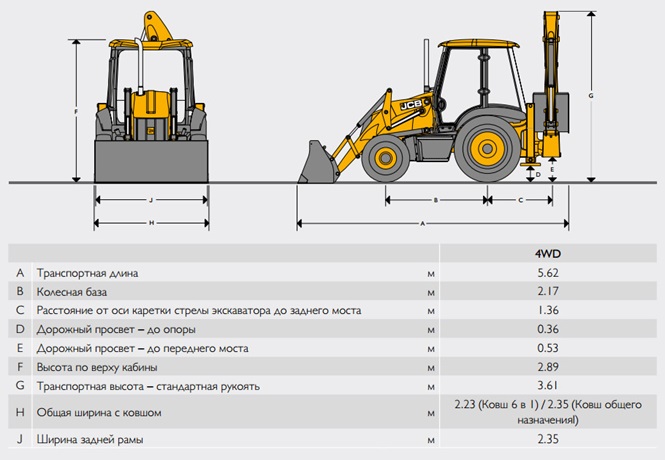 F
J
H
JCB
B
C
A
D
E
G
4WD
A Транспортная длина м 5.62
B Колесная база м 2.17
C Расстояние от оси каретки стрелы экскаватора до заднего моста м 1.36
D Дорожный просвет – до опоры м 0.36
E Дорожный просвет – до переднего моста м 0.53
F Высота по верху кабины м 2.89
G Транспортная высота – стандартная рукоять м 3.61
H Общая ширина с ковшом м 2.23 (Ковш 6 в 1) / 2.35 (Ковш общего
назначенияl)
J Ширина задней рамы м 2.35